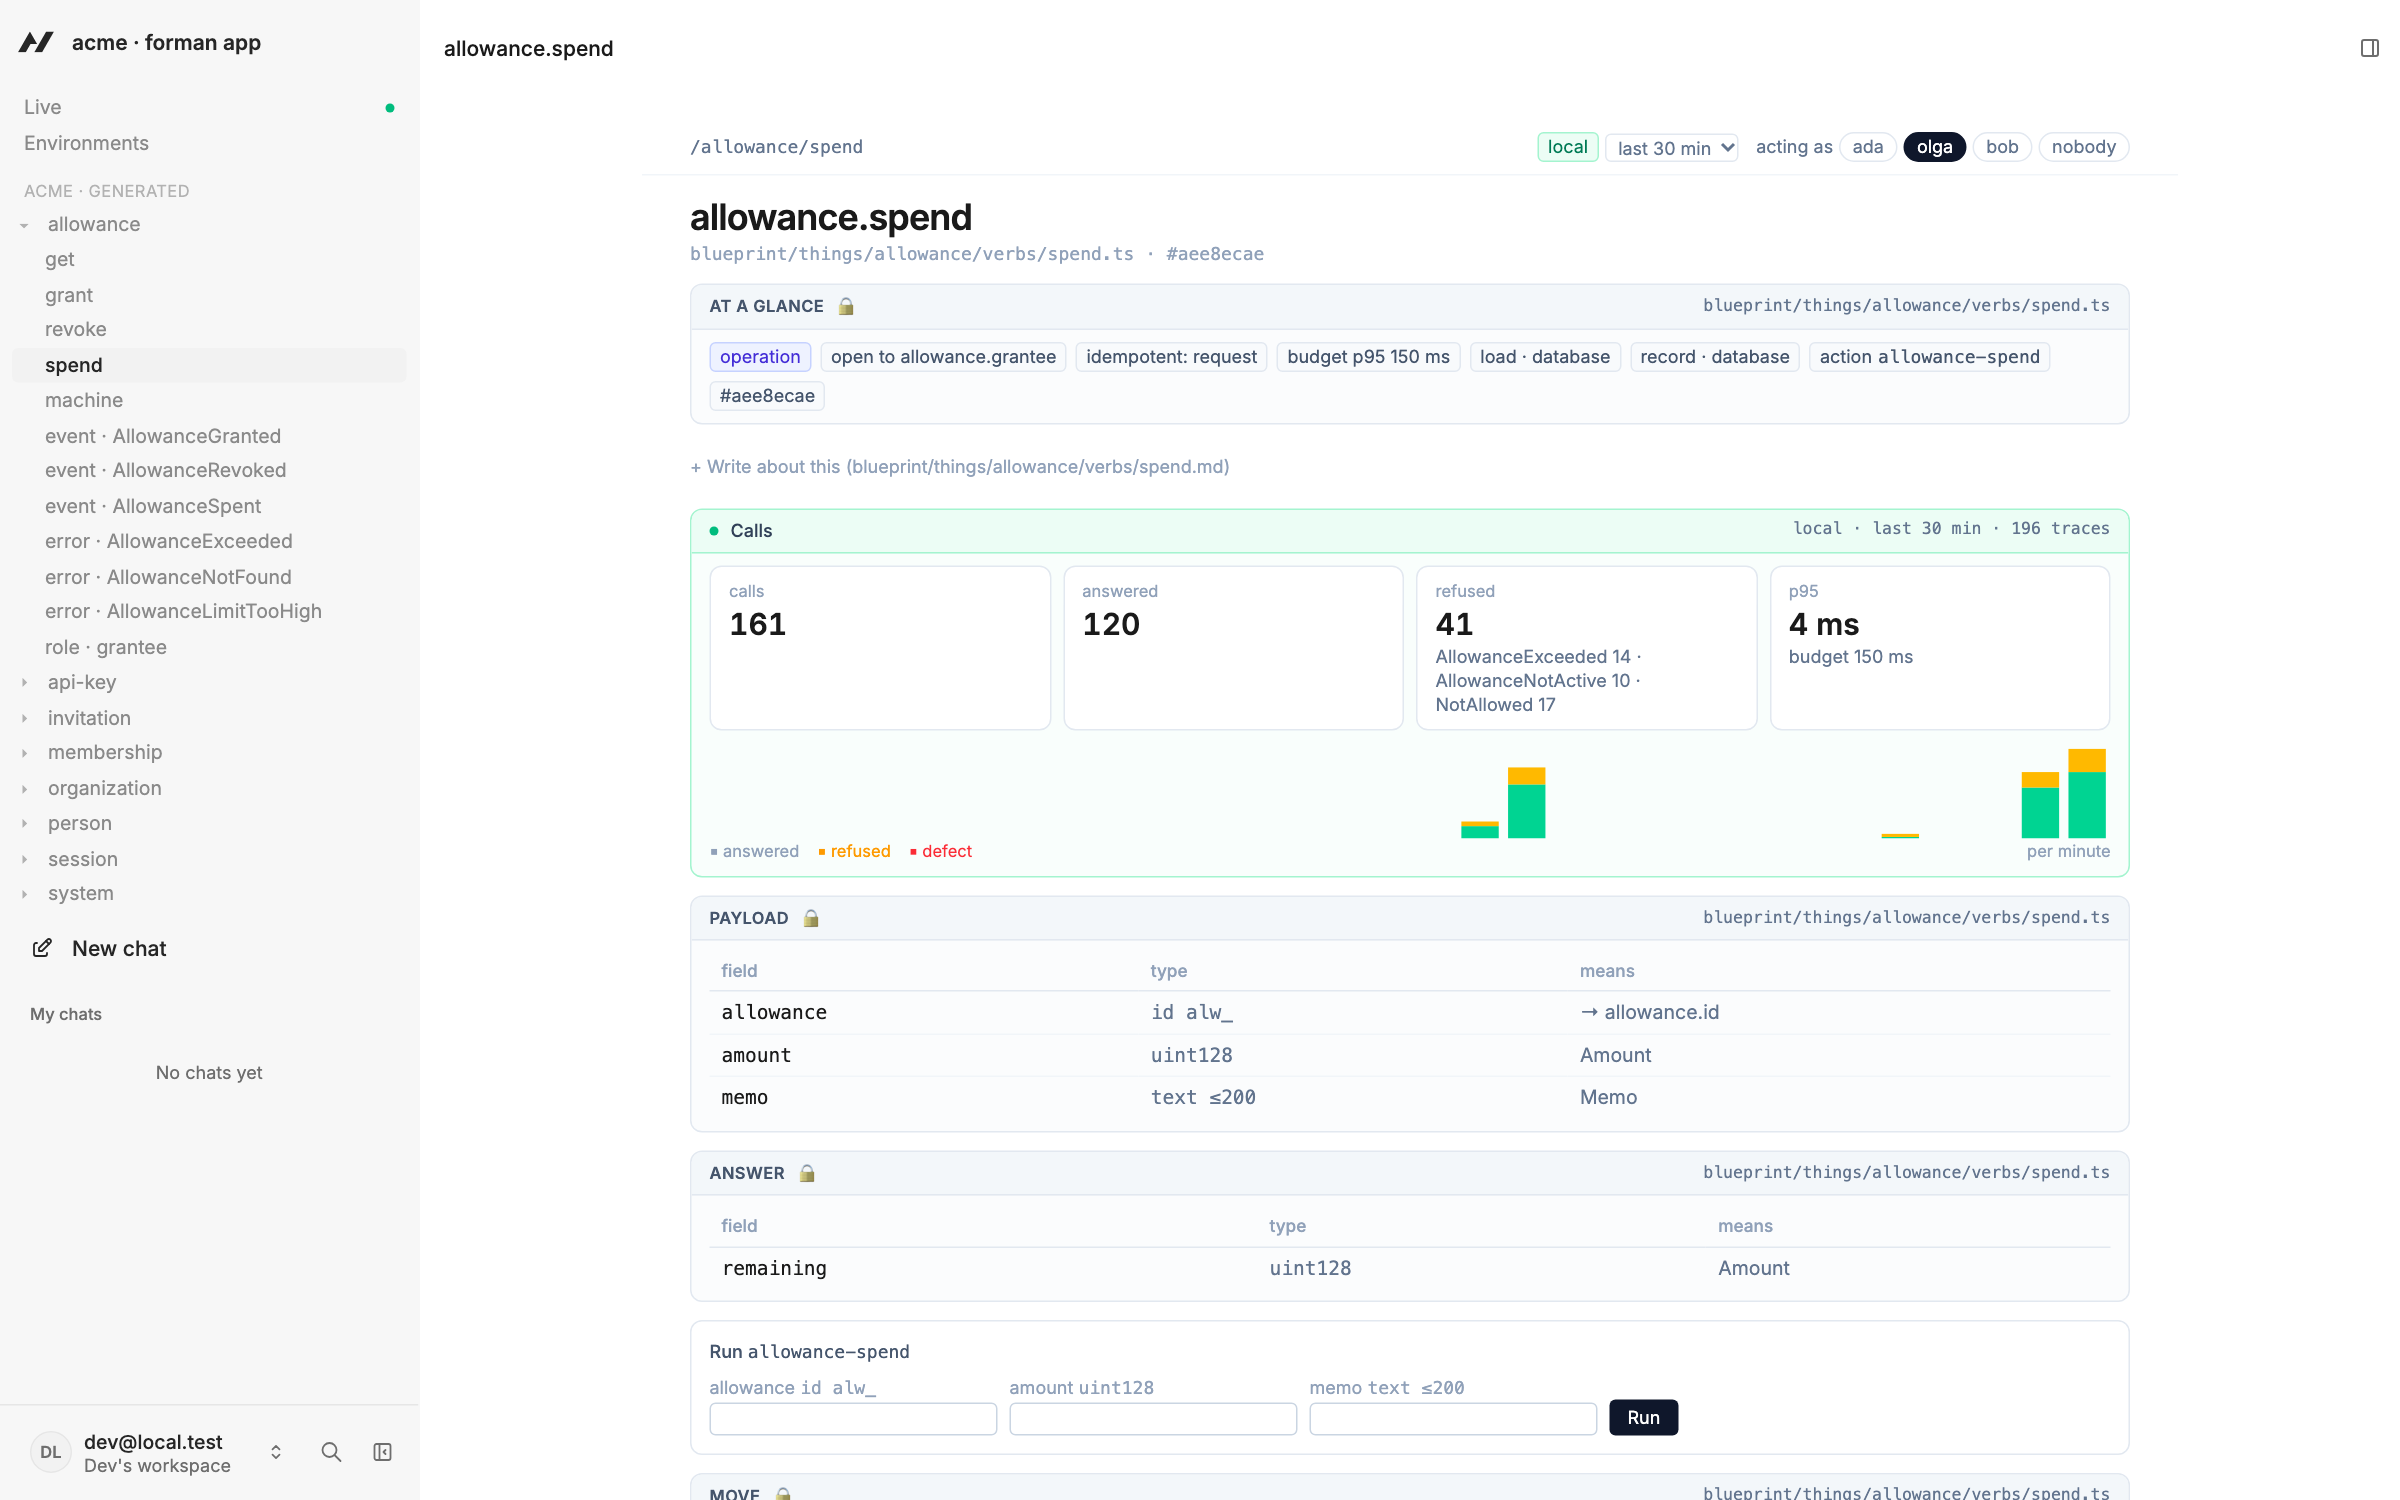 acme · forman app
Live
Environments
ACME · GENERATED
allowance
get
grant
revoke
spend
machine
event · AllowanceGranted
event · AllowanceRevoked
event · AllowanceSpent
error · AllowanceExceeded
error · AllowanceNotFound
error · AllowanceLimitTooHigh
role · grantee
api-key
invitation
membership
organization
person
session
system
New chat
My chats
No chats yet
DL
dev@local.test
Dev's workspace
allowance.spend
/allowance/spend
local
last 30 min
acting as
ada
olga
bob
nobody
allowance.spend
blueprint/things/allowance/verbs/spend.ts · #aee8ecae
AT A GLANCE
blueprint/things/allowance/verbs/spend.ts
operation
open to allowance.grantee
idempotent: request
budget p95 150 ms
load · database
record · database
action allowance-spend
#aee8ecae
+ Write about this (blueprint/things/allowance/verbs/spend.md)
Calls
local · last 30 min · 196 traces
calls
161
answered
120
refused
41
AllowanceExceeded 14 ·
AllowanceNotActive 10 ·
NotAllowed 17
p95
4 ms
budget 150 ms
answered
refused
defect
per minute
PAYLOAD
blueprint/things/allowance/verbs/spend.ts
field type means
allowance id alw_ → allowance.id
amount uint128 Amount
memo text ≤200 Memo
ANSWER
blueprint/things/allowance/verbs/spend.ts
field type means
remaining uint128 Amount
Run allowance-spend
allowance id alw_
amount uint128
memo text ≤200
Run
MOVE
blueprint/things/allowance/verbs/spend.ts